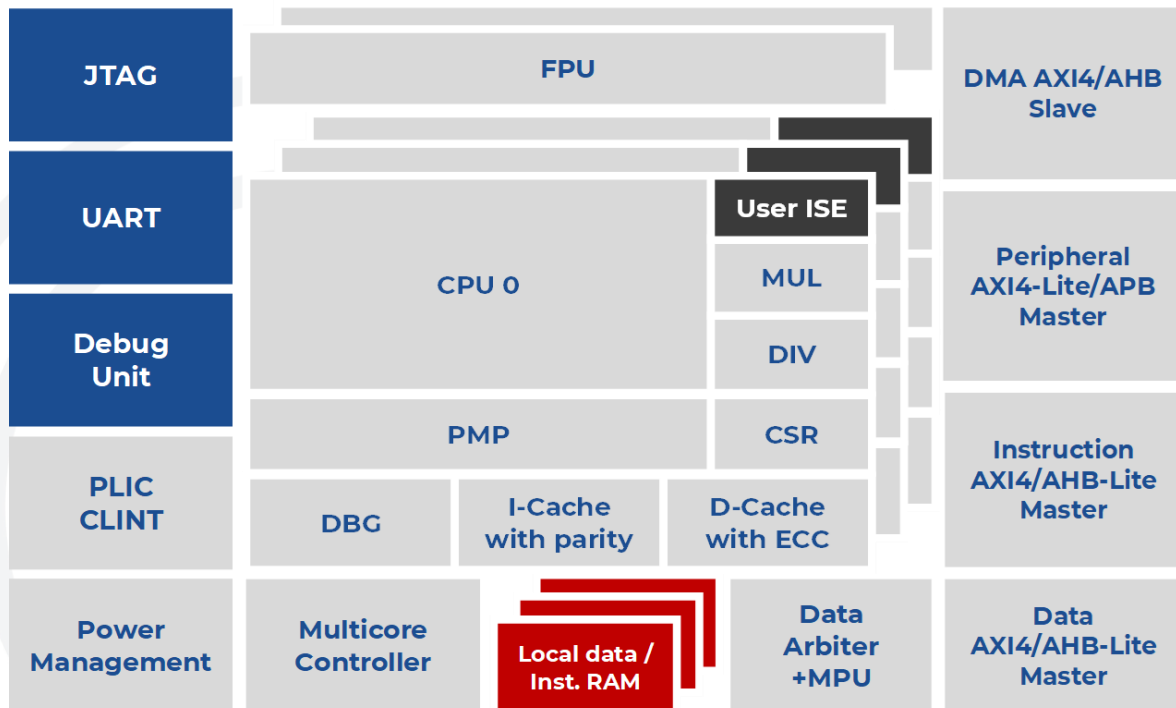 JTAG
FPU
DMA AXI4/AHB
Slave
UART
User ISE
CPU 0
MUL
Peripheral
AXI4-Lite/APB
Master
Debug
Unit
DIV
PMP
CSR
Instruction
AXI4/AHB-Lite
Master
PLIC
CLINT
DBG
I-Cache
with parity
D-Cache
with ECC
Power
Management
Multicore
Controller
Local data /
Inst. RAM
Data
Arbiter
+MPU
Data
AXI4/AHB-Lite
Master